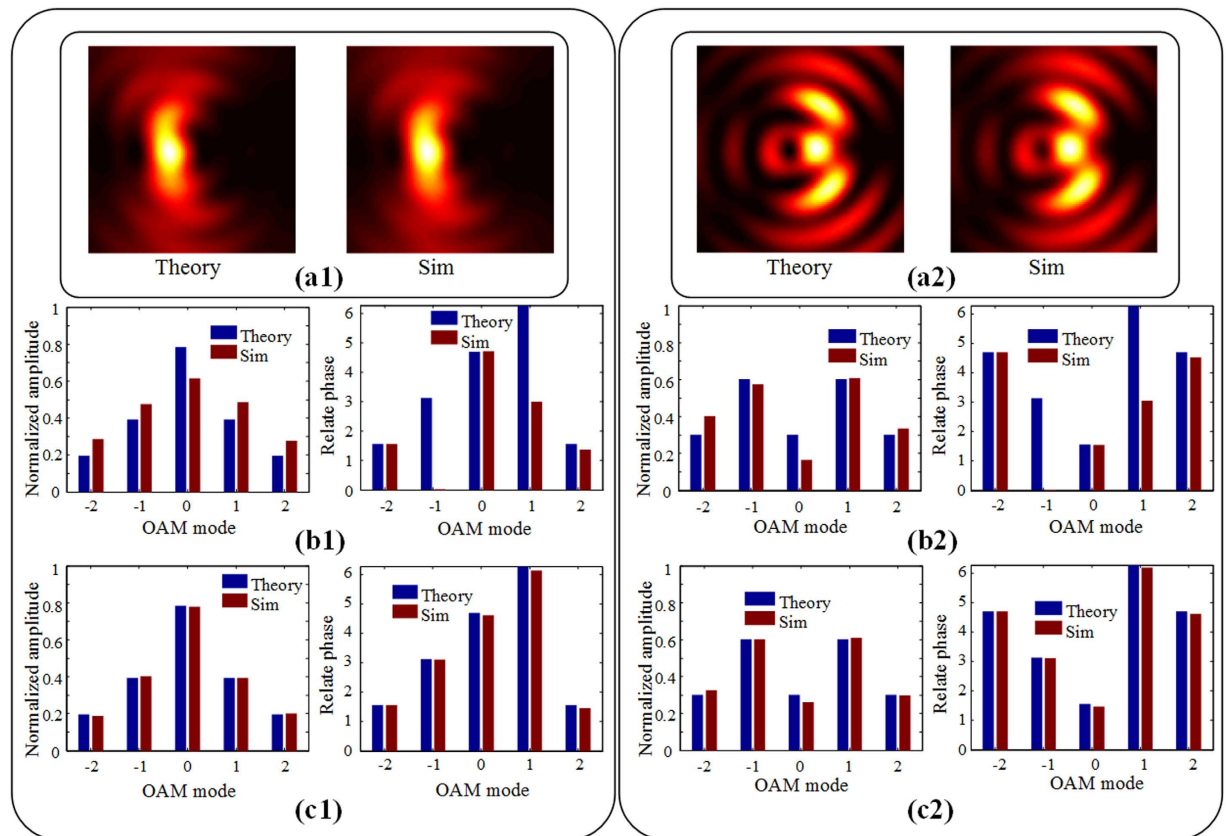 Theory
Sim
(a1)
Theory
Sim
(a2)
1
0.8
0.6
0.4
0.2
0
Normalized amplitude
Theory
Sim
-2 -1 0 1 2
OAM mode
6
5
4
3
2
1
0
Relate phase
Theory
Sim
-2 -1 0 1 2
OAM mode
(b1)
1
0.8
0.6
0.4
0.2
0
Normalized amplitude
Theory
Sim
-2 -1 0 1 2
OAM mode
6
5
4
3
2
1
0
Relate phase
Theory
Sim
-2 -1 0 1 2
OAM mode
(b2)
1
0.8
0.6
0.4
0.2
0
Normalized amplitude
Theory
Sim
-2 -1 0 1 2
OAM mode
6
5
4
3
2
1
0
Relate phase
Theory
Sim
-2 -1 0 1 2
OAM mode
(c1)
1
0.8
0.6
0.4
0.2
0
Normalized amplitude
Theory
Sim
-2 -1 0 1 2
OAM mode
6
5
4
3
2
1
0
Relate phase
Theory
Sim
-2 -1 0 1 2
OAM mode
(c2)